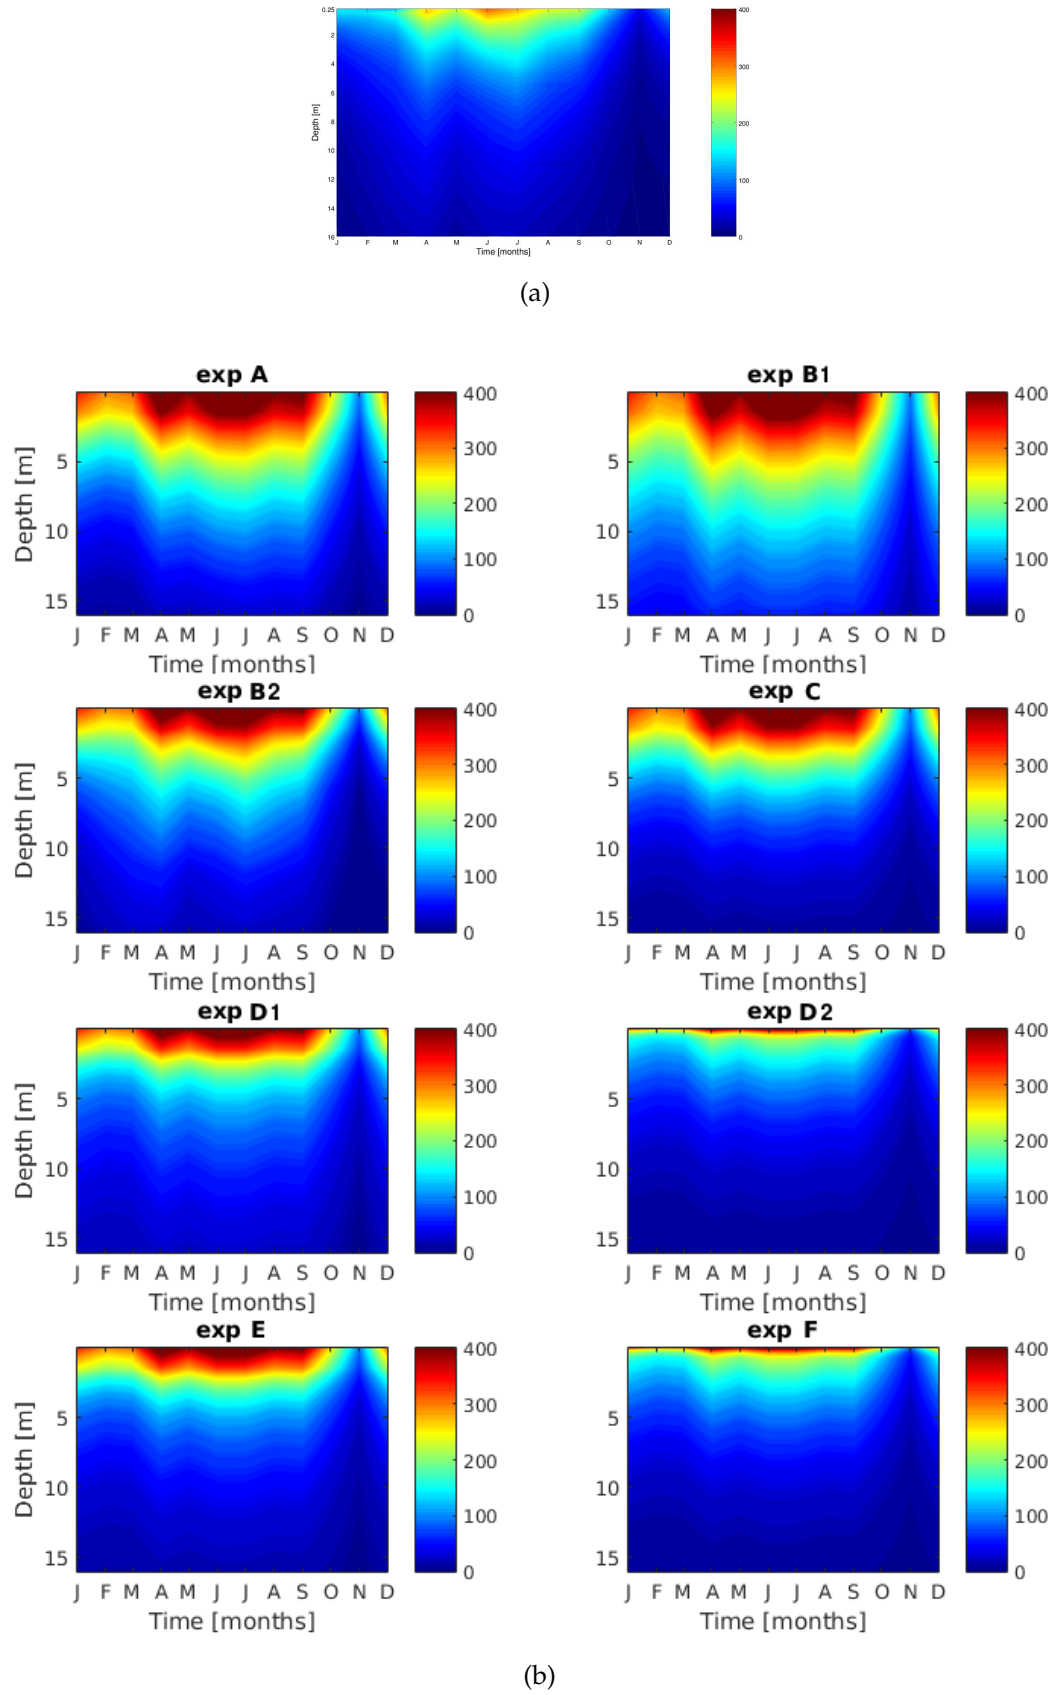 0.25
2
4
6
8
10
12
14
16
Depth [m]
J F M A M J J A S O N D
Time [months]
400
300
200
100
0
(a)
exp A
5
10
15
Depth [m]
J F M A M J J A S O N D
Time [months]
400
300
200
100
0
exp B1
5
10
15
J F M A M J J A S O N D
Time [months]
400
300
200
100
0
exp B2
5
10
15
Depth [m]
J F M A M J J A S O N D
Time [months]
400
300
200
100
0
exp C
5
10
15
J F M A M J J A S O N D
Time [months]
400
300
200
100
0
exp D1
5
10
15
Depth [m]
J F M A M J J A S O N D
Time [months]
400
300
200
100
0
exp D2
5
10
15
J F M A M J J A S O N D
Time [months]
400
300
200
100
0
exp E
5
10
15
Depth [m]
J F M A M J J A S O N D
Time [months]
400
300
200
100
0
exp F
5
10
15
J F M A M J J A S O N D
Time [months]
400
300
200
100
0
(b)